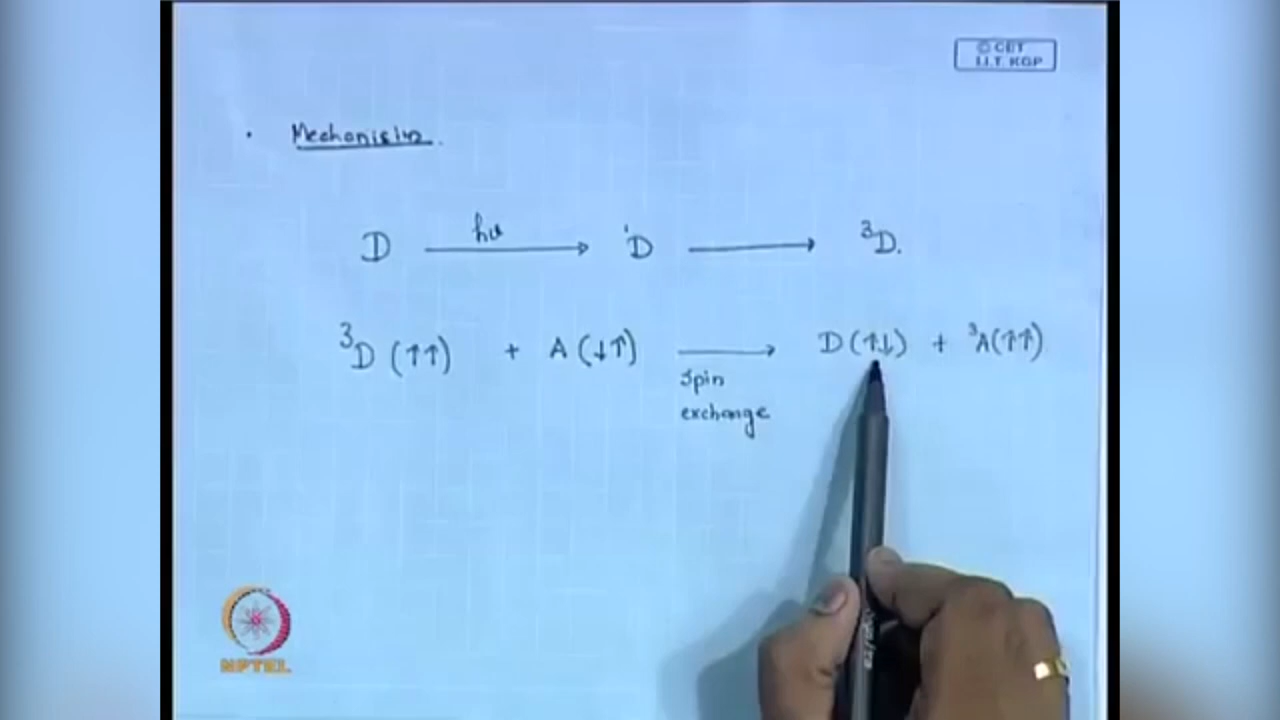 © CET
I.I.T. KGP
· Mechanism.
D hν → ¹D → ³D.
³D (↑↑) + A (↓↑) → D (↑↓) + ³A (↑↑)
Spin
exchange
NPTEL